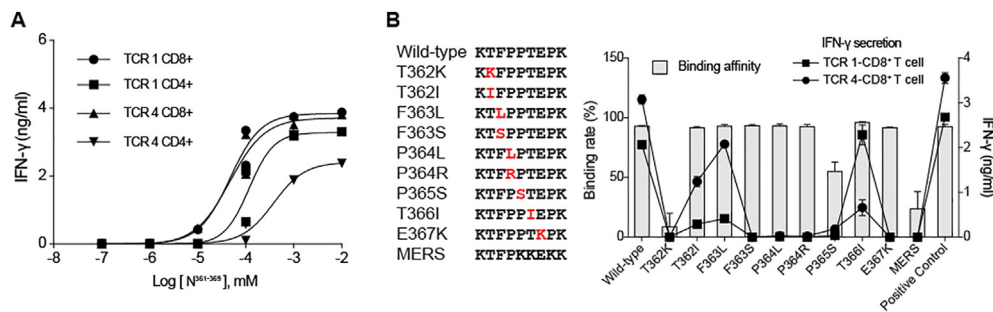 A
IFN-γ (ng/ml)
6
4
2
0
-8 -7 -6 -5 -4 -3 -2
Log [ N³⁶¹⁻³⁶⁹], mM
TCR 1 CD8+
TCR 1 CD4+
TCR 4 CD8+
TCR 4 CD4+
B
Wild-type KTFPPTEPK
T362K KKFPPTEPK
T362I KIFPPTEPK
F363L KTLPPTEPK
F363S KTSPPTEPK
P364L KTFLPTEPK
P364R KTFRPTEPK
P365S KTFPSTEPK
T366I KTFPPIEPK
E367K KTFPPTKPK
MERS KTFPKKEKK
IFN-γ secretion
TCR 1-CD8⁺ T cell
TCR 4-CD8⁺ T cell
Binding affinity
Binding rate (%)
150
100
50
0
4
3
2
1
0
IFN-γ (ng/ml)
Wild-type T362K T362I F363L F363S P364L P364R P365S T366I E367K MERS Positive Control